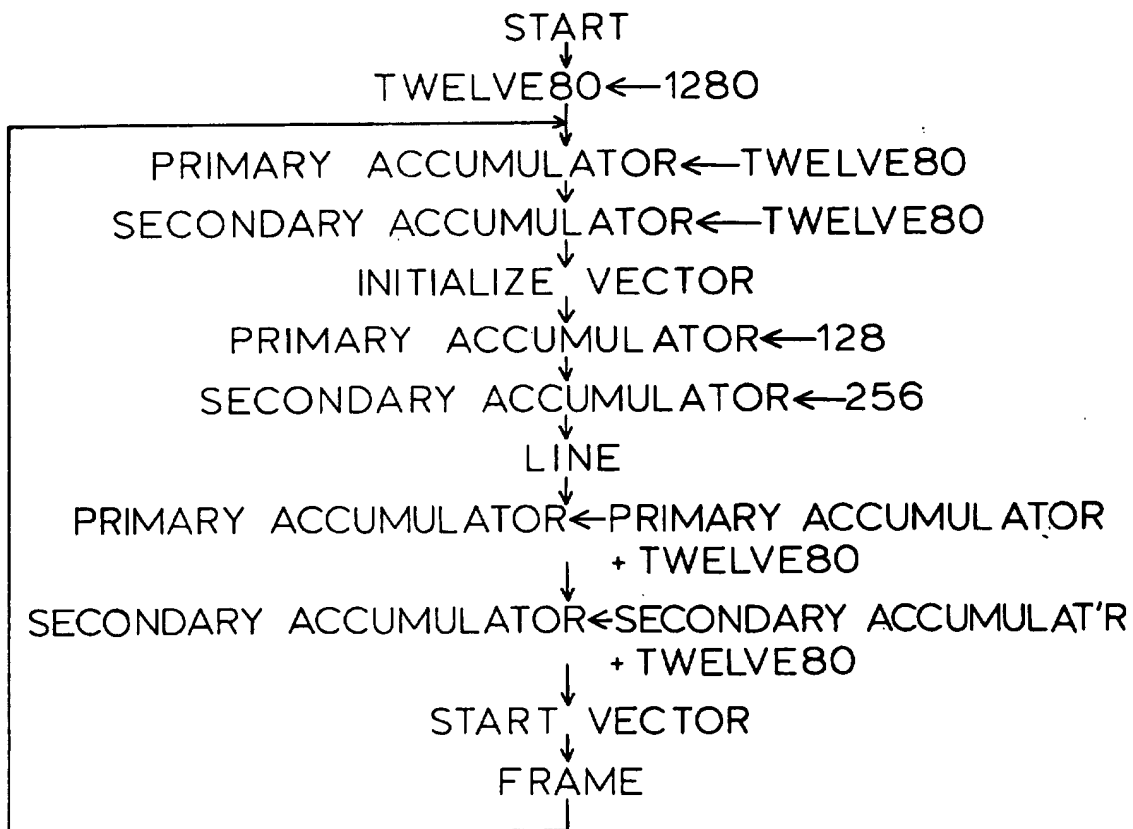 START
TWELVE80←1280
PRIMARY ACCUMULATOR←TWELVE80
SECONDARY ACCUMULATOR←TWELVE80
INITIALIZE VECTOR
PRIMARY ACCUMULATOR←128
SECONDARY ACCUMULATOR←256
LINE
PRIMARY ACCUMULATOR←PRIMARY ACCUMULATOR
+ TWELVE80
SECONDARY ACCUMULATOR←SECONDARY ACCUMULAT'R
+ TWELVE80
START VECTOR
FRAME